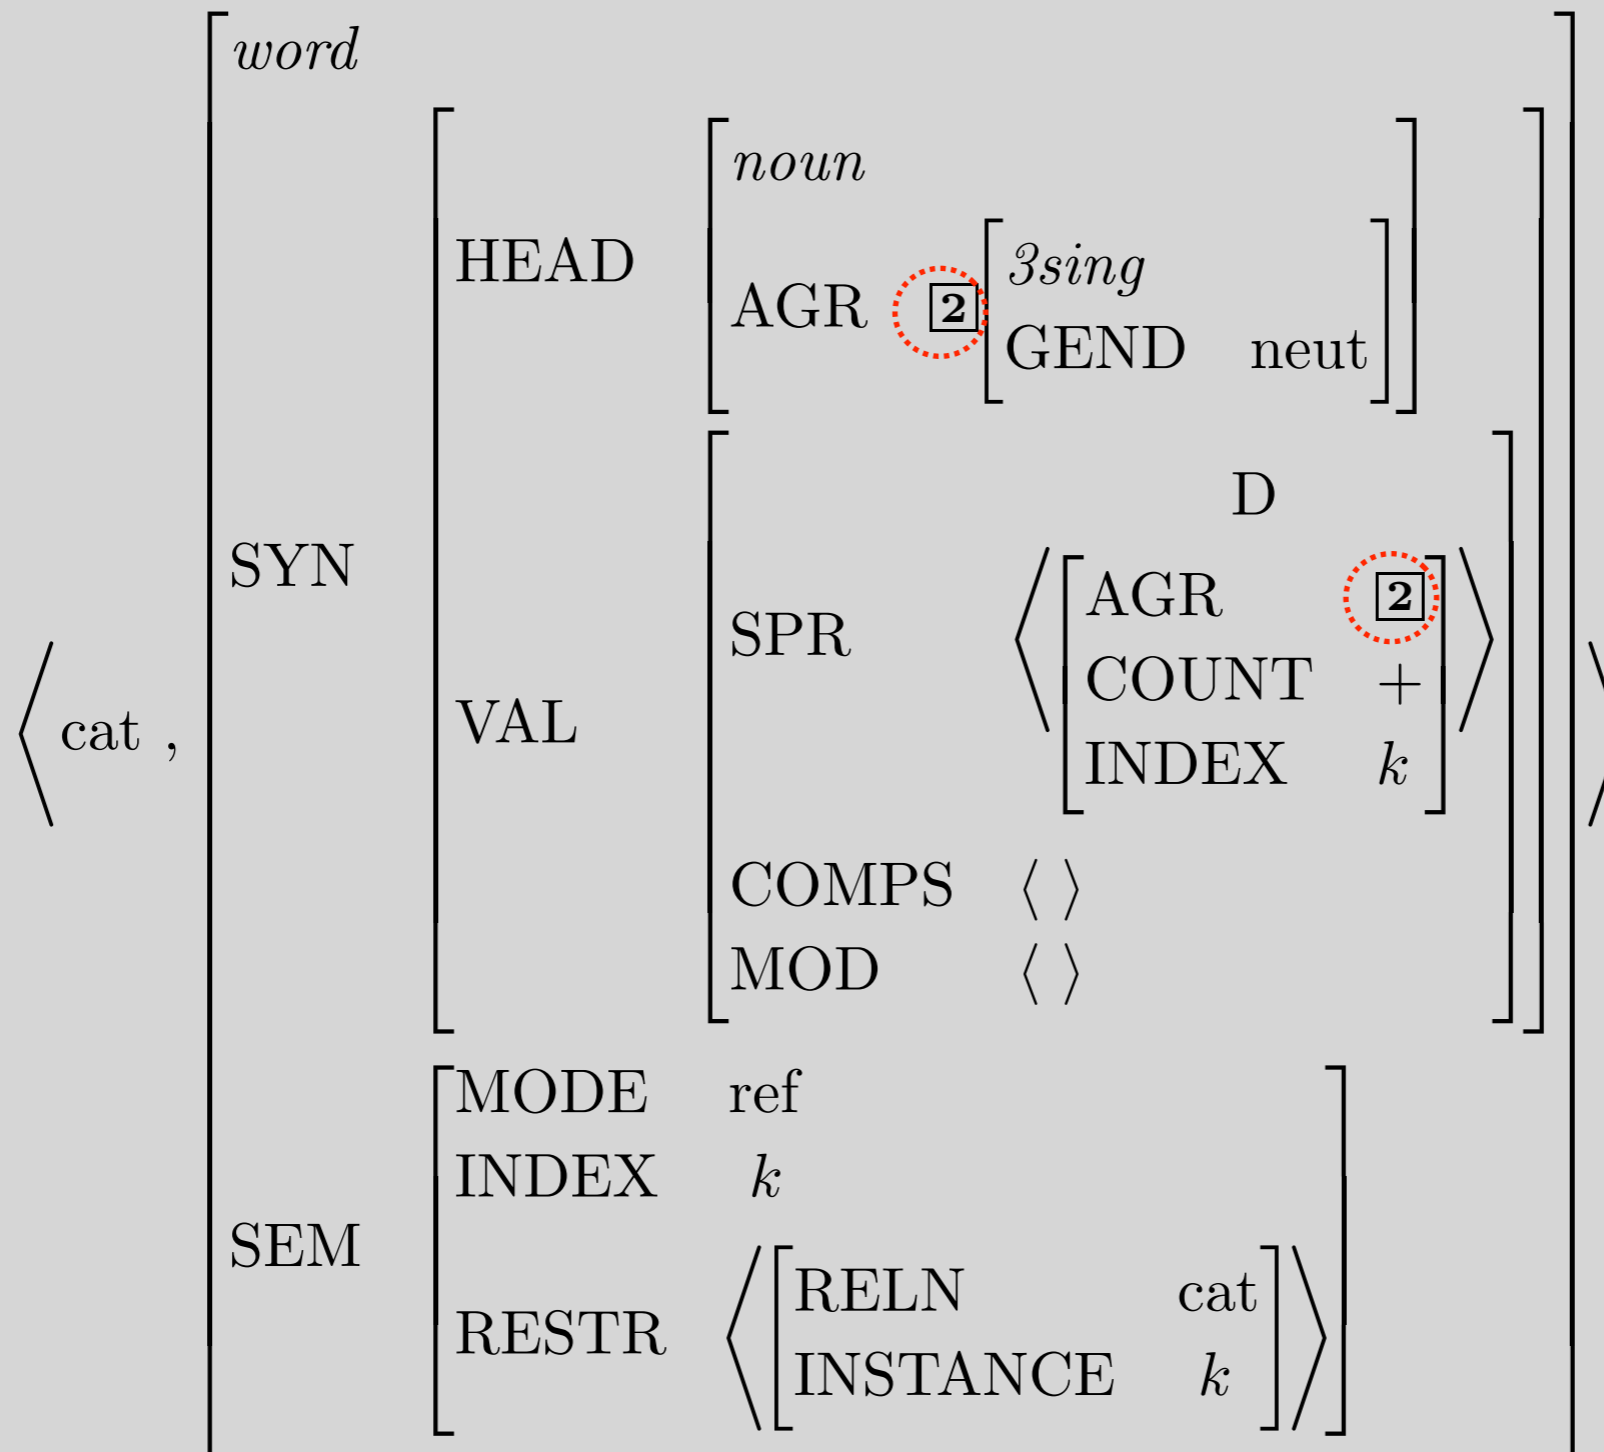 word
noun
HEAD
3sing
AGR 2
GEND neut
D
SYN
AGR 2
SPR
COUNT +
VAL
⟨ cat ,
INDEX k
COMPS ⟨ ⟩
MOD ⟨ ⟩
MODE ref
INDEX k
SEM
RELN cat
RESTR
INSTANCE k